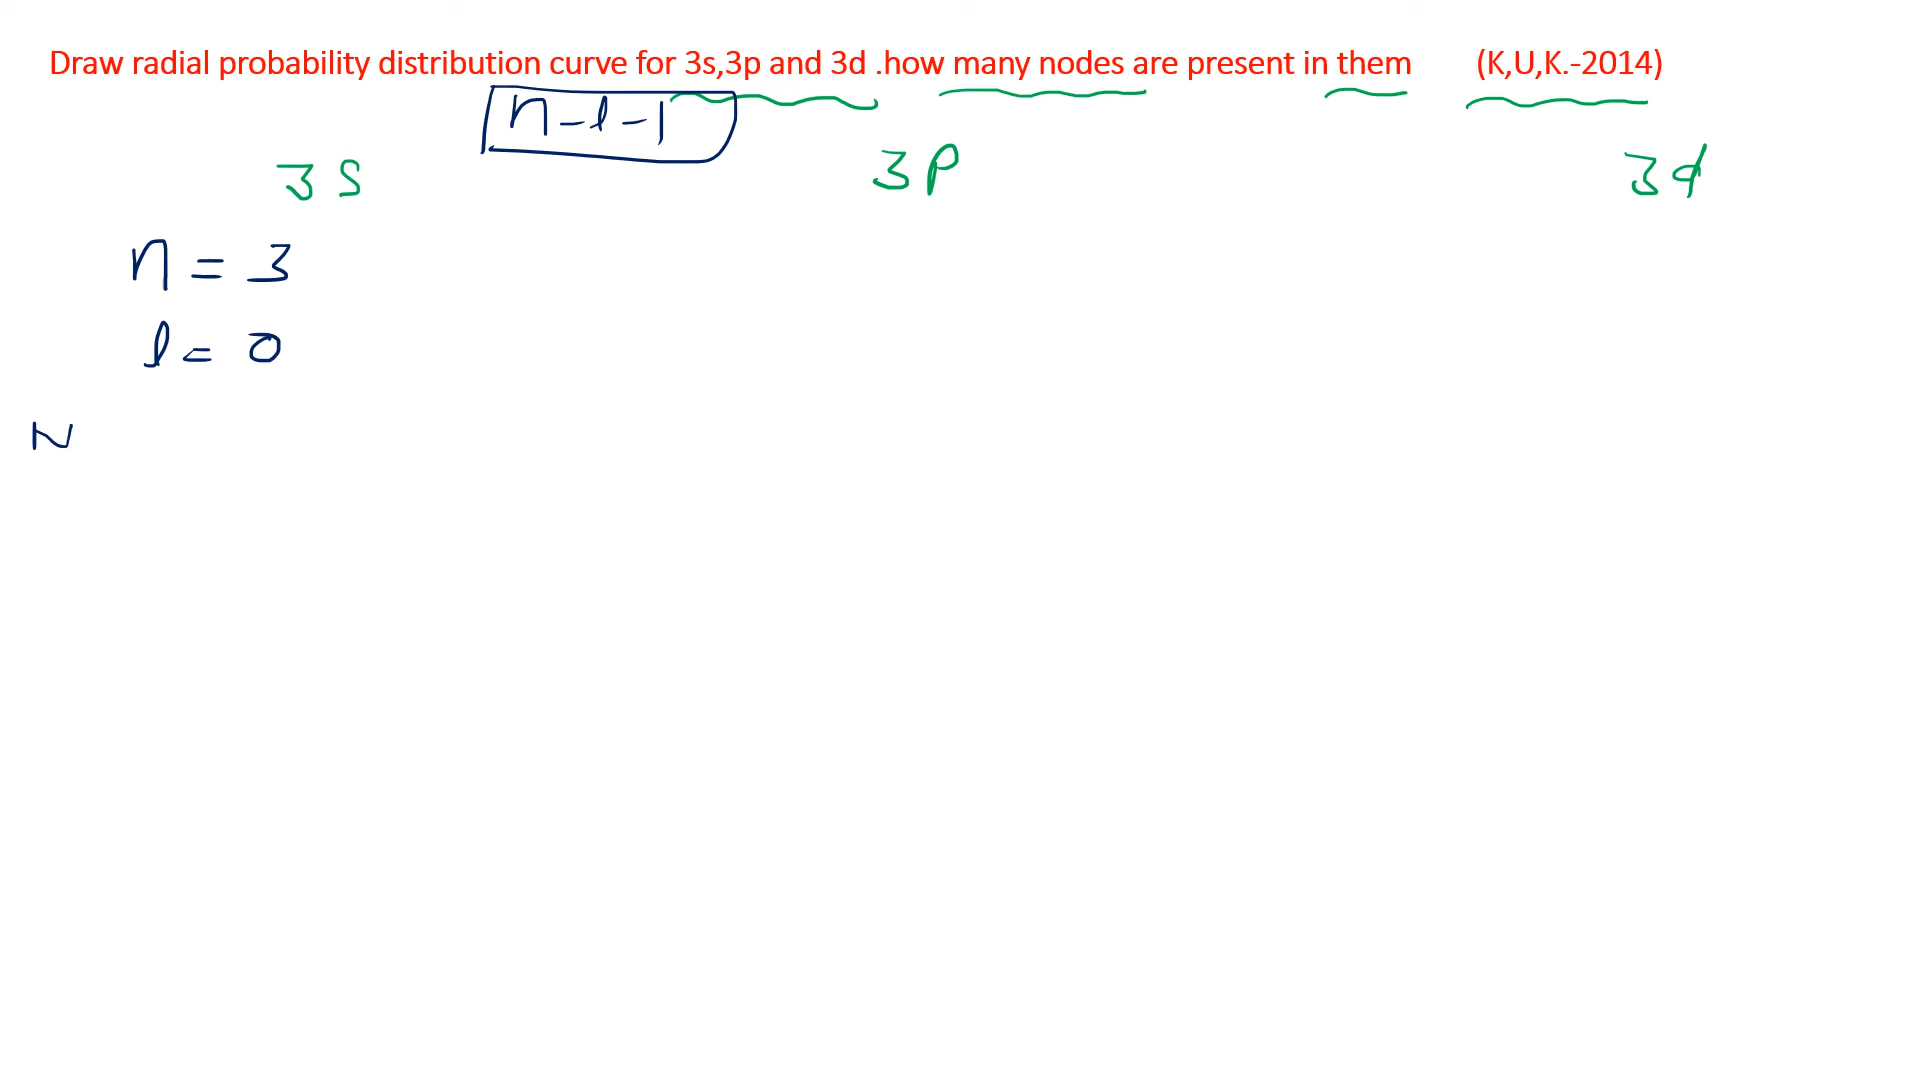 Draw radial probability distribution curve for 3s,3p and 3d .how many nodes are present in them (K,U,K.-2014)
n-l-1
3s 3p 3d
n = 3
l = 0
N